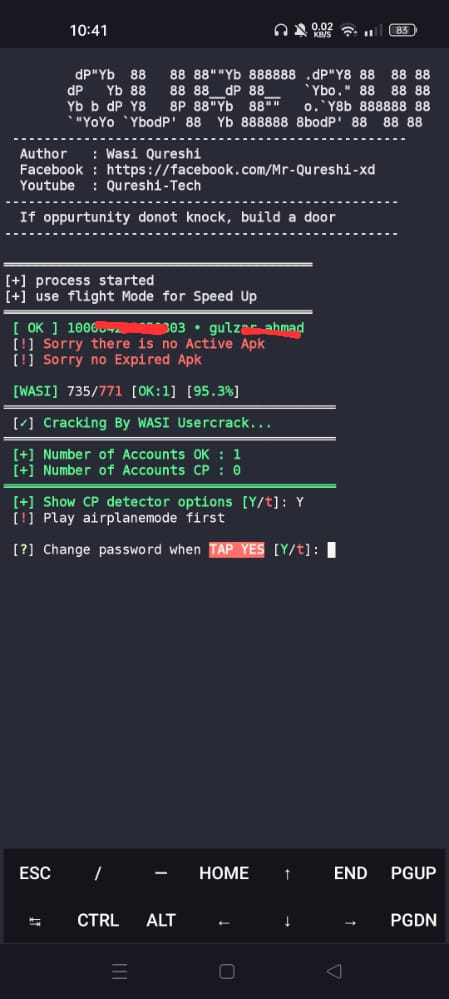 10:41
0.02 KB/S
83
dP"Yb 88 88 88""Yb 888888 .dP"Y8 88 88 88
dP Yb 88 88 88__dP 88__ `Ybo." 88 88 88
Yb b dP Y8 8P 88"Yb 88"" o.`Y8b 888888 88
`"YoYo `YbodP' 88 Yb 888888 8bodP' 88 88 88
---------------------------------------------------
Author : Wasi Qureshi
Facebook : https://facebook.com/Mr-Qureshi-xd
Youtube : Qureshi-Tech
---------------------------------------------------
If oppurtunity donot knock, build a door
---------------------------------------------------
[+] process started
[+] use flight Mode for Speed Up
[ OK ] • ahmad
[!] Sorry there is no Active Apk
[!] Sorry no Expired Apk
[WASI] 735/771 [OK:1] [95.3%]
[✓] Cracking By WASI Usercrack...
[+] Number of Accounts OK : 1
[+] Number of Accounts CP : 0
[+] Show CP detector options [Y/t]: Y
[!] Play airplanemode first
[?] Change password when TAP YES [Y/t]:
ESC / — HOME ↑ END PGUP
↹ CTRL ALT ← ↓ → PGDN